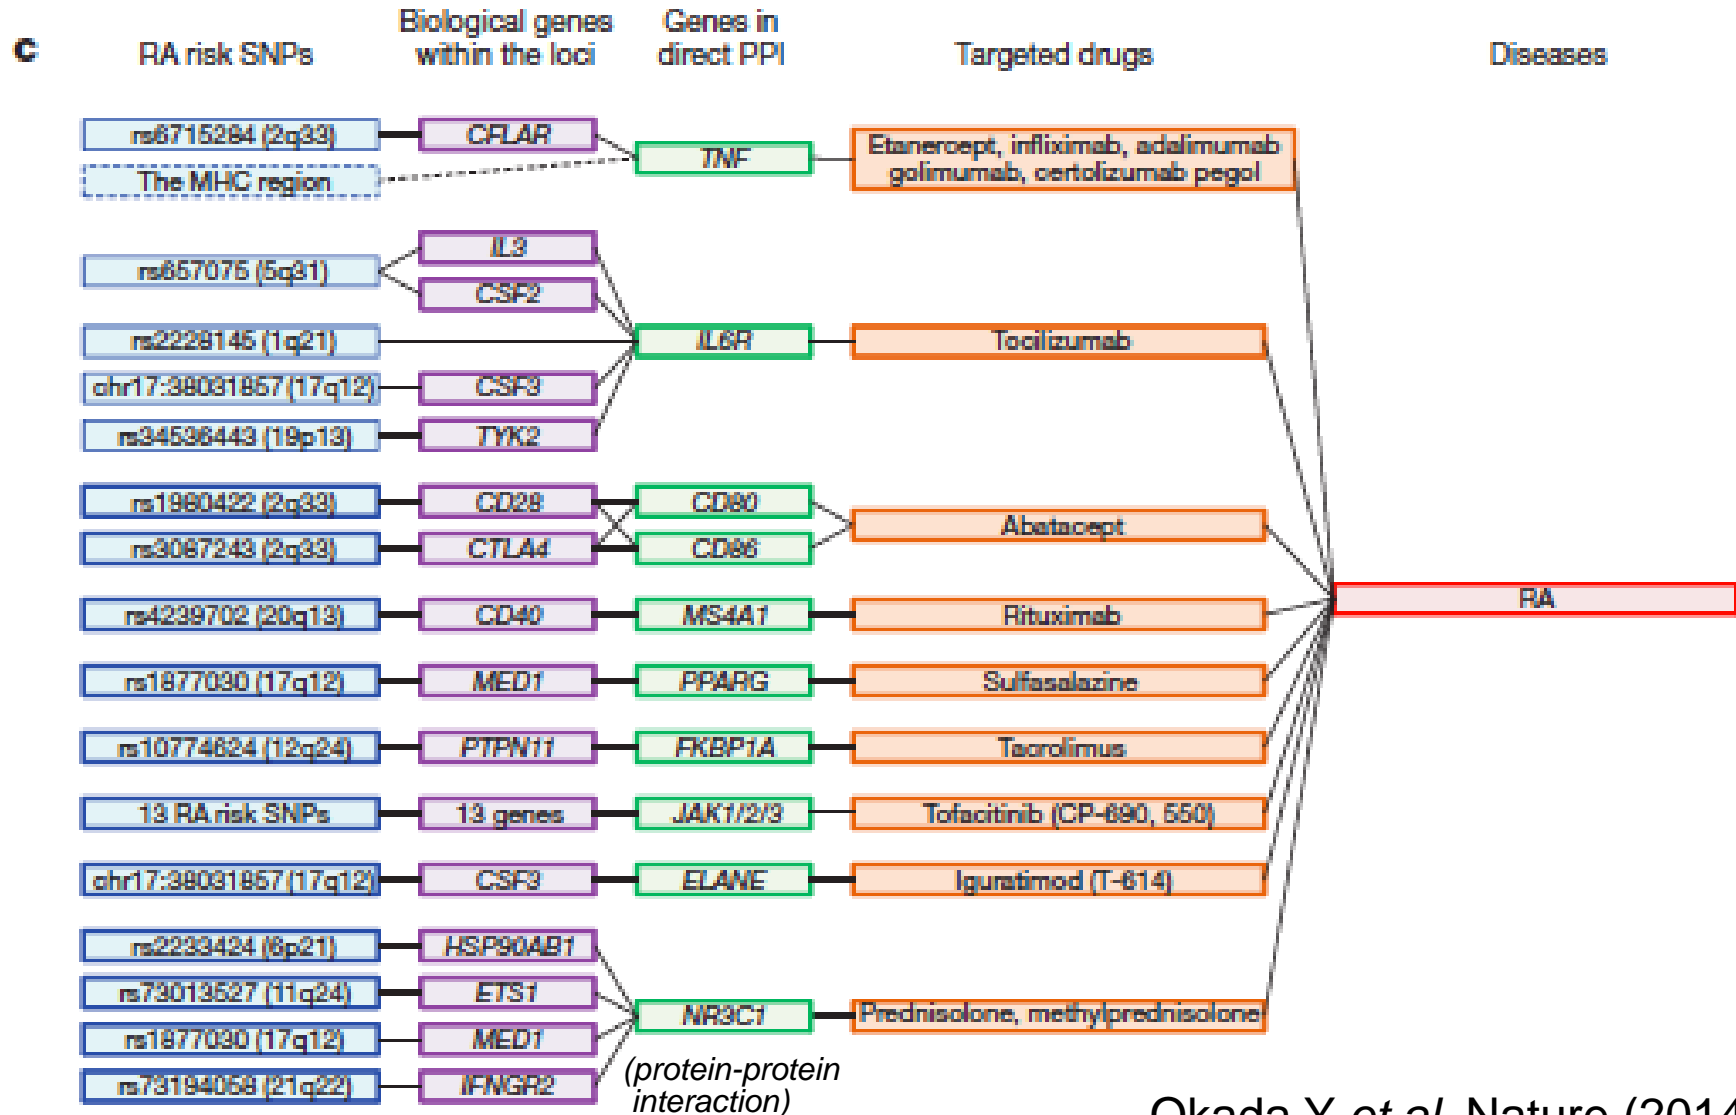 c
RA risk SNPs
Biological genes
within the loci
Genes in
direct PPI
Targeted drugs
Diseases
rs6715284 (2q33)
CFLAR
The MHC region
TNF
Etanercept, infliximab, adalimumab
golimumab, certolizumab pegol
rs657075 (5q31)
IL3
CSF2
rs2228145 (1q21)
IL6R
Tocilizumab
chr17:38031857 (17q12)
CSF3
rs34536443 (19p13)
TYK2
rs1980422 (2q33)
CD28
CD80
Abatacept
rs3087243 (2q33)
CTLA4
CD86
rs4239702 (20q13)
CD40
MS4A1
Rituximab
RA
rs1877030 (17q12)
MED1
PPARG
Sulfasalazine
rs10774624 (12q24)
PTPN11
FKBP1A
Tacrolimus
13 RA risk SNPs
13 genes
JAK1/2/3
Tofacitinib (CP-690, 550)
chr17:38031857 (17q12)
CSF3
ELANE
Iguratimod (T-614)
rs2233424 (6p21)
HSP90AB1
rs73013527 (11q24)
ETS1
NR3C1
Prednisolone, methylprednisolone
rs1877030 (17q12)
MED1
rs73194058 (21q22)
IFNGR2
(protein-protein
interaction)
Okada Y et al. Nature (2014